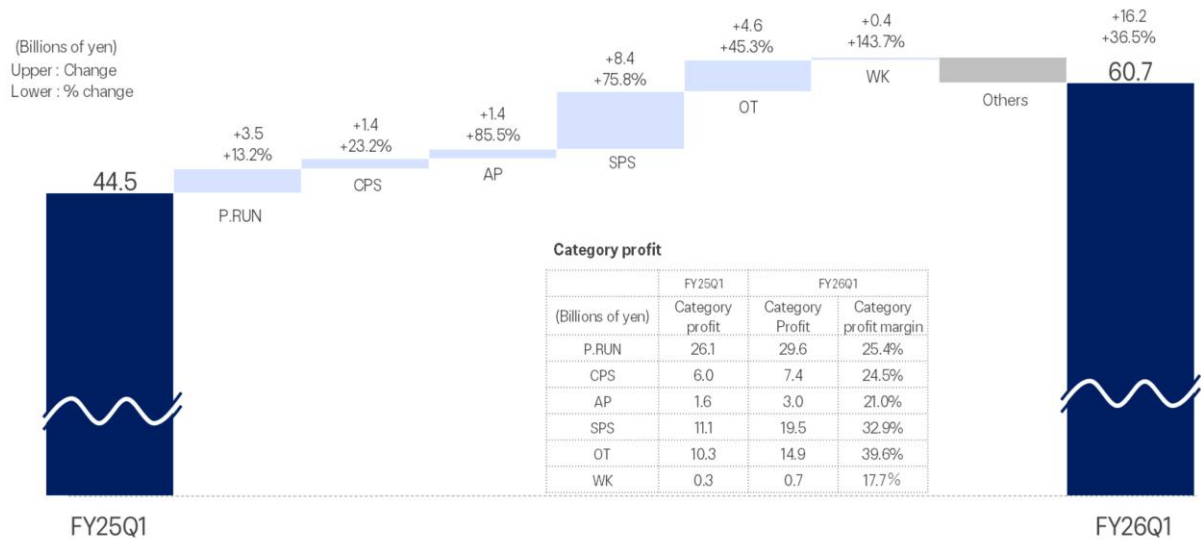 (Billions of yen)
Upper : Change
Lower : % change
44.5
+3.5
+13.2%
P.RUN
+1.4
+23.2%
CPS
+1.4
+85.5%
AP
+8.4
+75.8%
SPS
+4.6
+45.3%
OT
+0.4
+143.7%
WK
Others
+16.2
+36.5%
60.7
Category profit
FY25Q1 FY26Q1
(Billions of yen) Category profit Category Profit Category profit margin
P.RUN 26.1 29.6 25.4%
CPS 6.0 7.4 24.5%
AP 1.6 3.0 21.0%
SPS 11.1 19.5 32.9%
OT 10.3 14.9 39.6%
WK 0.3 0.7 17.7%
FY25Q1 FY26Q1